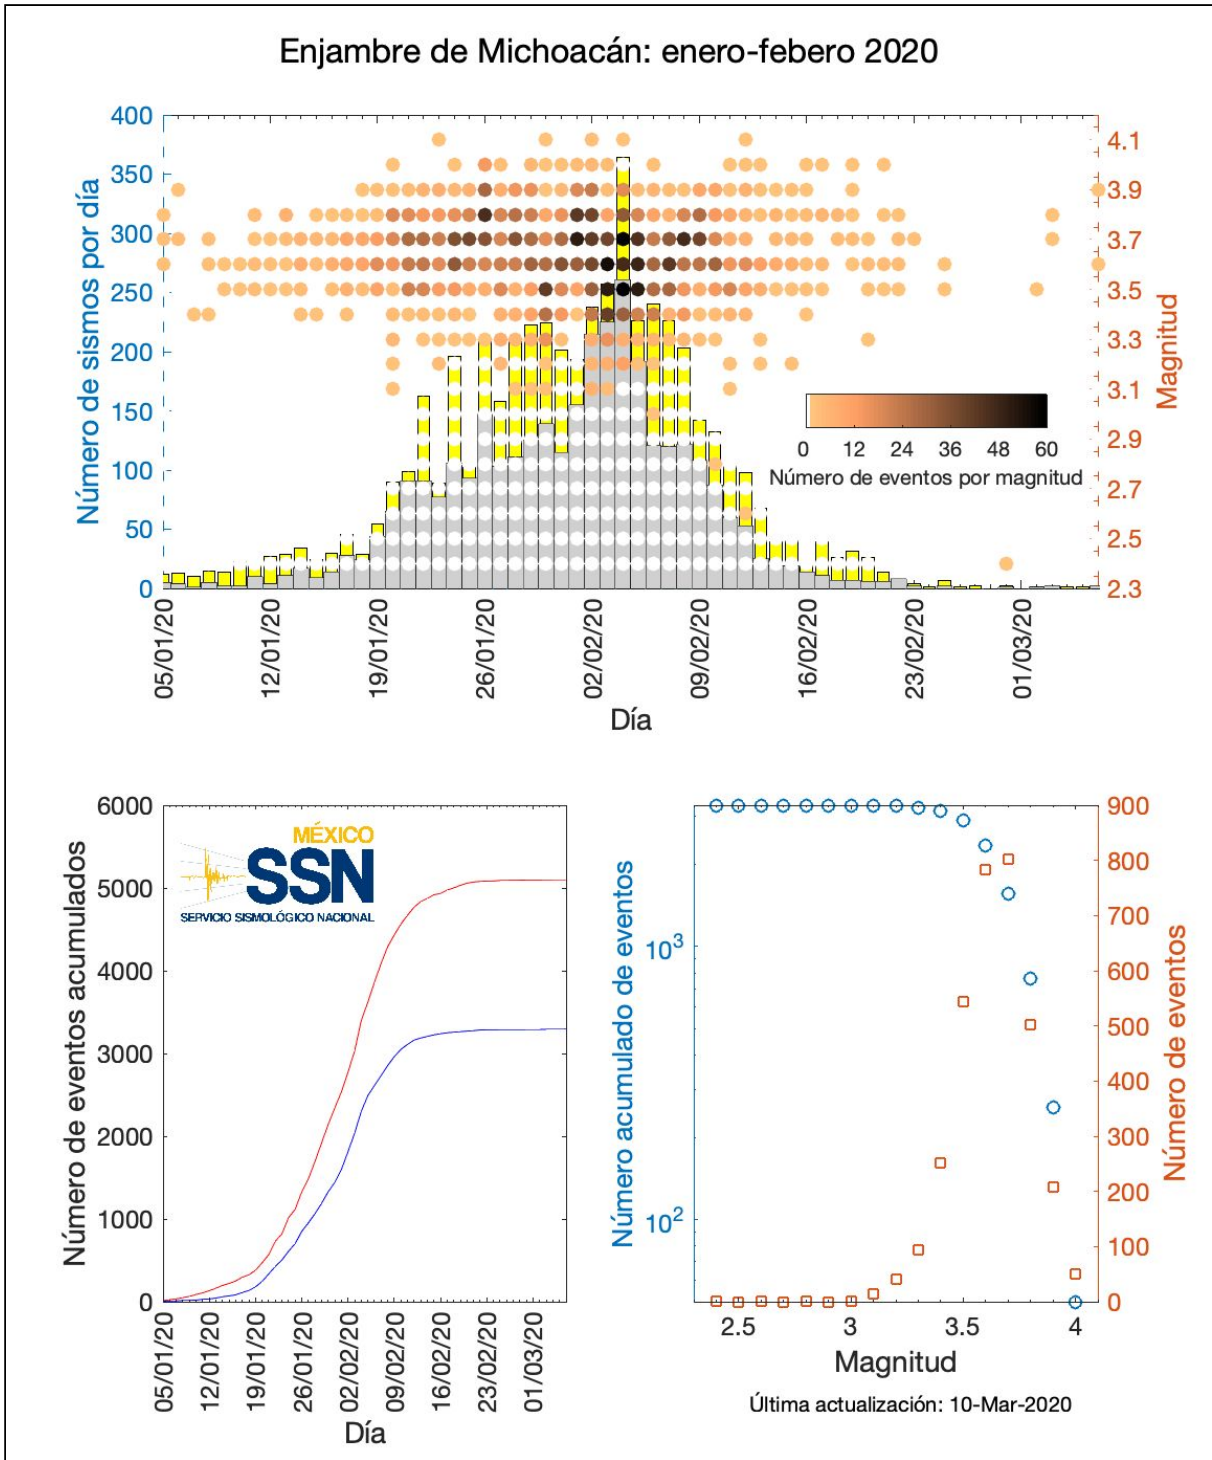 Enjambre de Michoacán: enero-febero 2020
400
350
300
250
200
150
100
50
0
Número de sismos por día
4.1
3.9
3.7
3.5
3.3
3.1
2.9
2.7
2.5
2.3
Magnitud
0 12 24 36 48 60
Número de eventos por magnitud
05/01/20 12/01/20 19/01/20 26/01/20 02/02/20 09/02/20 16/02/20 23/02/20 01/03/20
Día
6000
5000
4000
3000
2000
1000
0
Número de eventos acumulados
MÉXICO
SSN
SERVICIO SISMOLÓGICO NACIONAL
05/01/20 12/01/20 19/01/20 26/01/20 02/02/20 09/02/20 16/02/20 23/02/20 01/03/20
Día
10³
10²
Número acumulado de eventos
900
800
700
600
500
400
300
200
100
0
Número de eventos
2.5 3 3.5 4
Magnitud
Última actualización: 10-Mar-2020